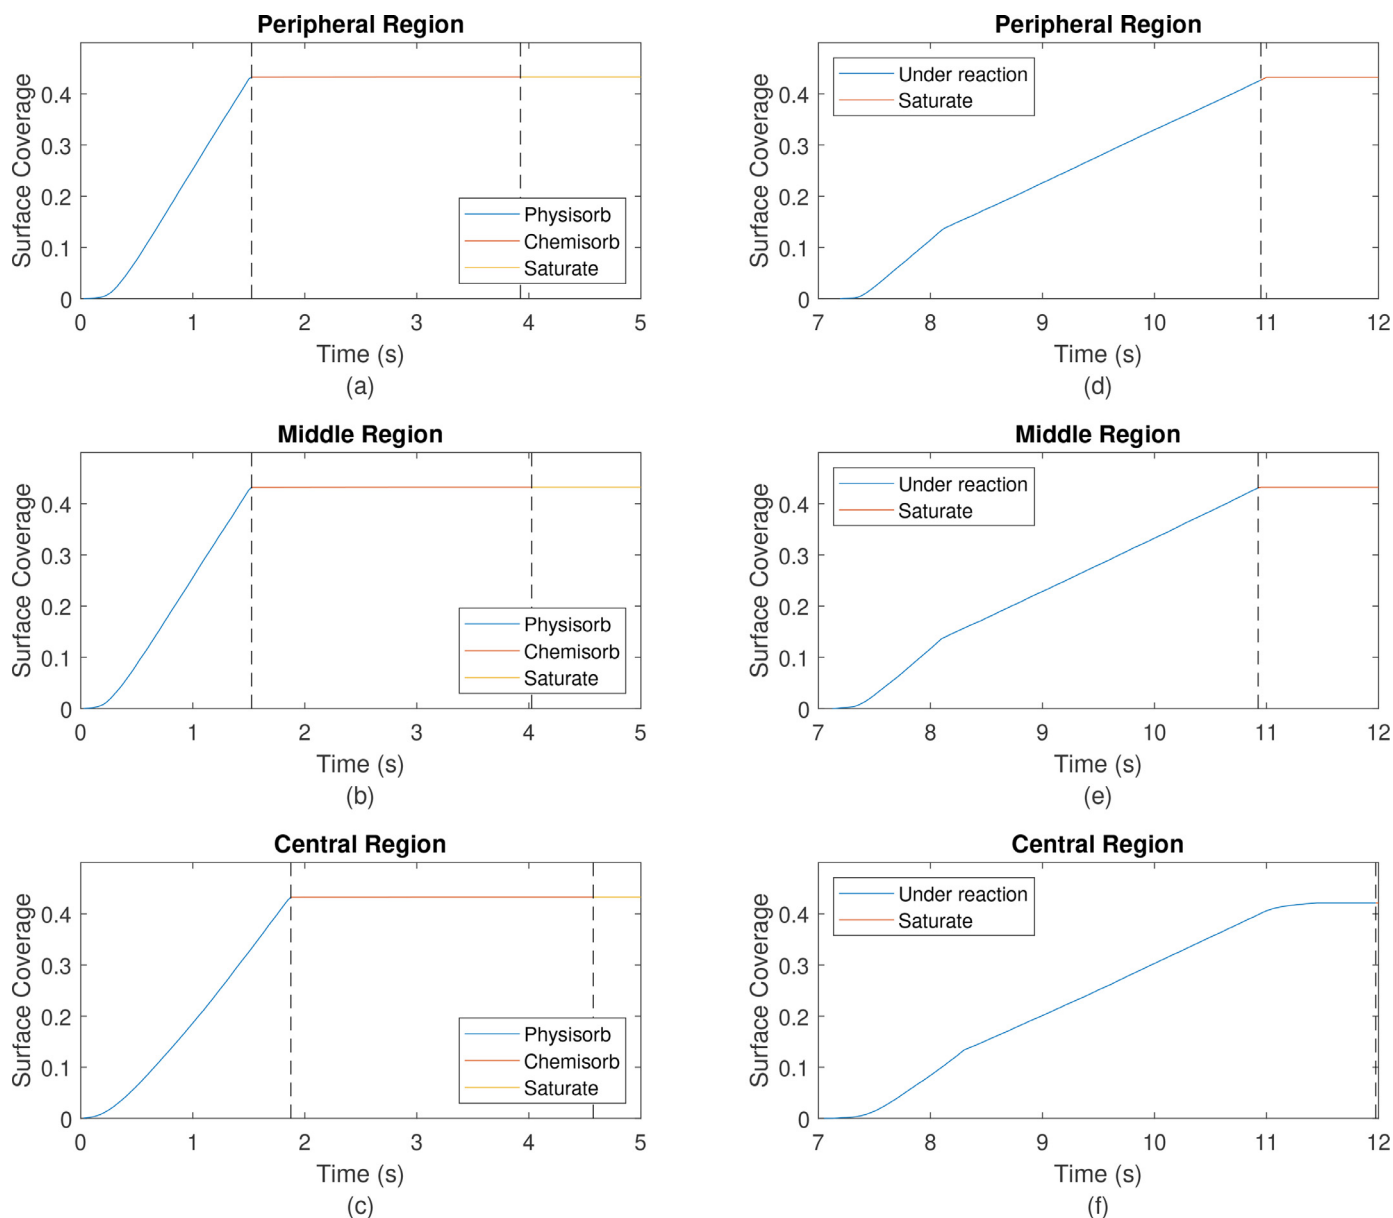 Peripheral Region
Surface Coverage
0.4
0.3
0.2
0.1
0
Physisorb
Chemisorb
Saturate
0 1 2 3 4 5
Time (s)
(a)
Peripheral Region
Surface Coverage
0.4
0.3
0.2
0.1
0
Under reaction
Saturate
7 8 9 10 11 12
Time (s)
(d)
Middle Region
Surface Coverage
0.4
0.3
0.2
0.1
0
Physisorb
Chemisorb
Saturate
0 1 2 3 4 5
Time (s)
(b)
Middle Region
Surface Coverage
0.4
0.3
0.2
0.1
0
Under reaction
Saturate
7 8 9 10 11 12
Time (s)
(e)
Central Region
Surface Coverage
0.4
0.3
0.2
0.1
0
Physisorb
Chemisorb
Saturate
0 1 2 3 4 5
Time (s)
(c)
Central Region
Surface Coverage
0.4
0.3
0.2
0.1
0
Under reaction
Saturate
7 8 9 10 11 12
Time (s)
(f)